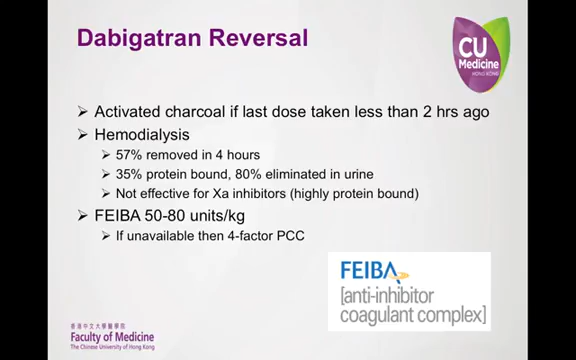 Dabigatran Reversal
CU
Medicine
HONG KONG
➢ Activated charcoal if last dose taken less than 2 hrs ago
➢ Hemodialysis
➢ 57% removed in 4 hours
➢ 35% protein bound, 80% eliminated in urine
➢ Not effective for Xa inhibitors (highly protein bound)
➢ FEIBA 50-80 units/kg
➢ If unavailable then 4-factor PCC
FEIBA
[anti-inhibitor
coagulant complex]
香港中文大學醫學院
Faculty of Medicine
The Chinese University of Hong Kong